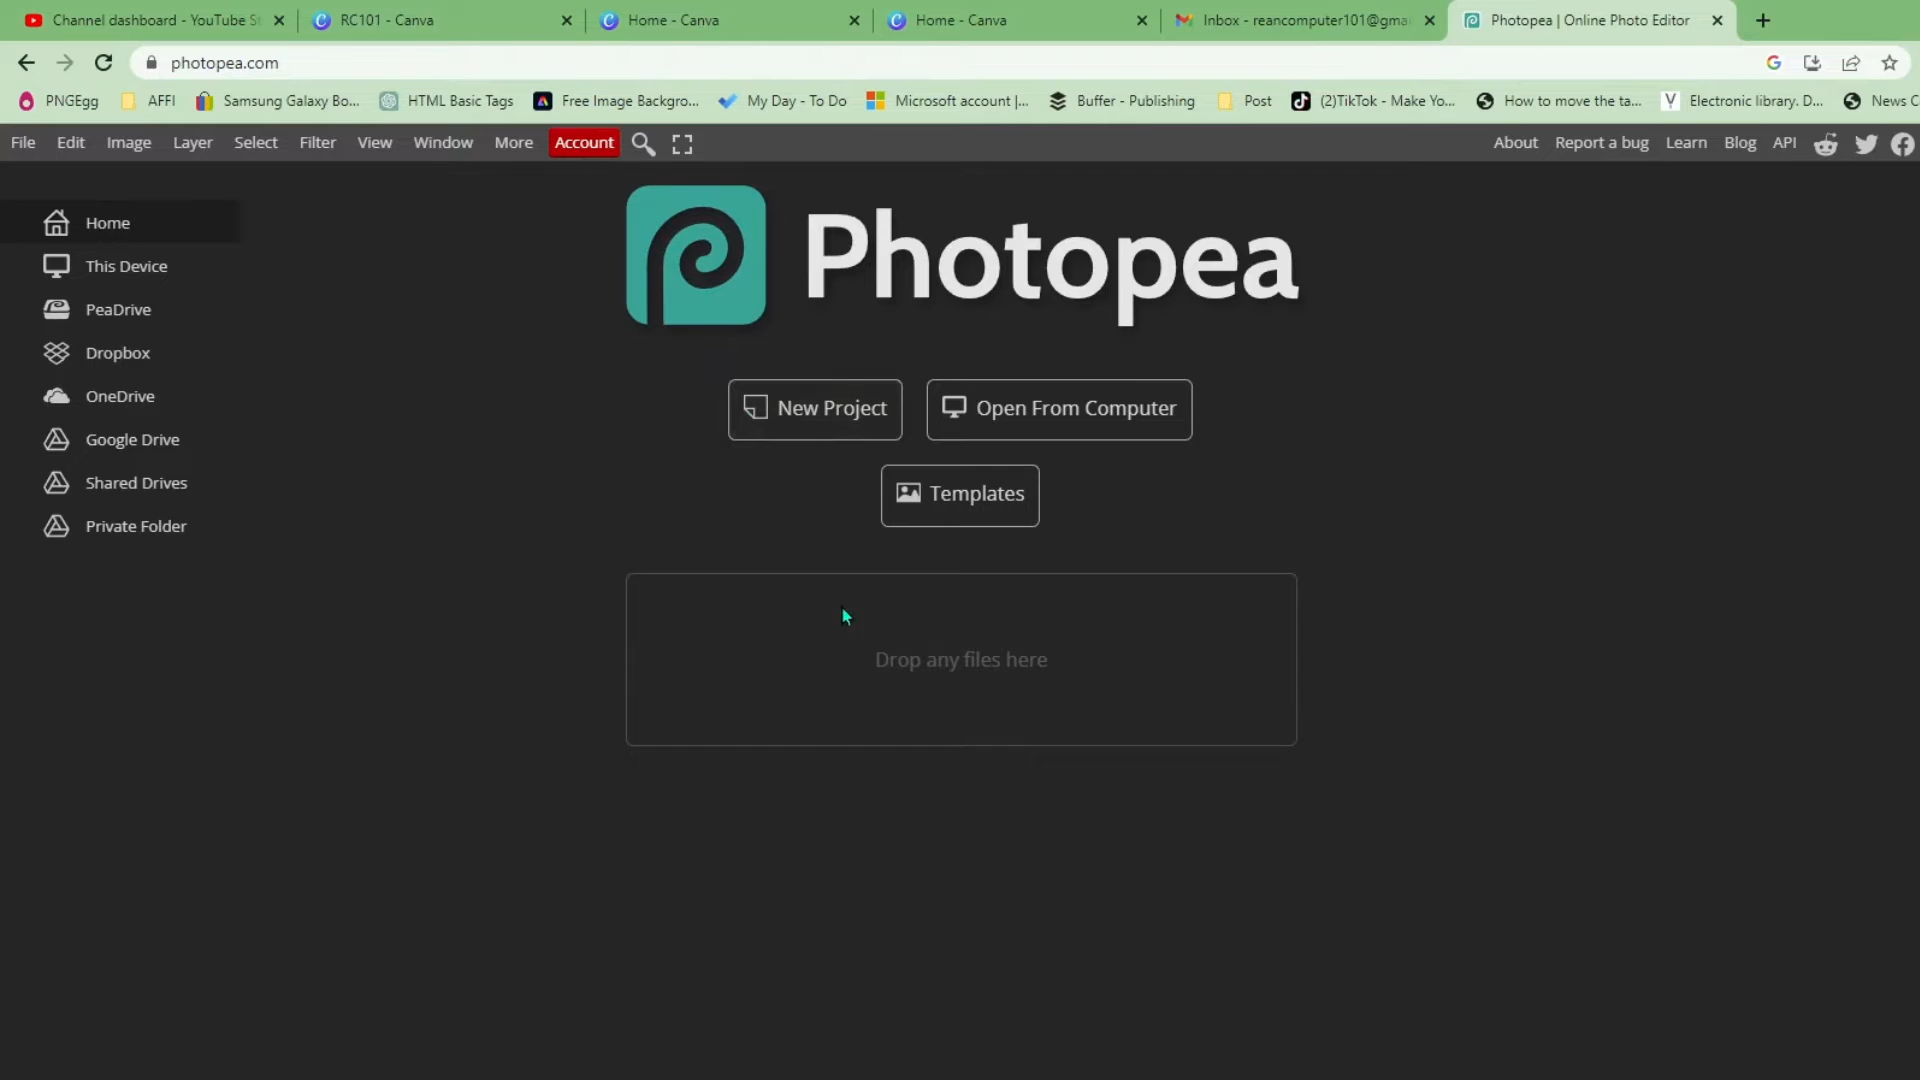 Channel dashboard - YouTube St
RC101 - Canva
Home - Canva
Home - Canva
Inbox - reancomputer101@gma
Photopea | Online Photo Editor
photopea.com
PNGEgg
AFFI
Samsung Galaxy Bo...
HTML Basic Tags
Free Image Backgro...
My Day - To Do
Microsoft account |...
Buffer - Publishing
Post
(2)TikTok - Make Yo...
How to move the ta...
Electronic library. D...
News C
File
Edit
Image
Layer
Select
Filter
View
Window
More
Account
About
Report a bug
Learn
Blog
API
Photopea
Home
This Device
PeaDrive
Dropbox
OneDrive
Google Drive
Shared Drives
Private Folder
New Project
Open From Computer
Templates
Drop any files here